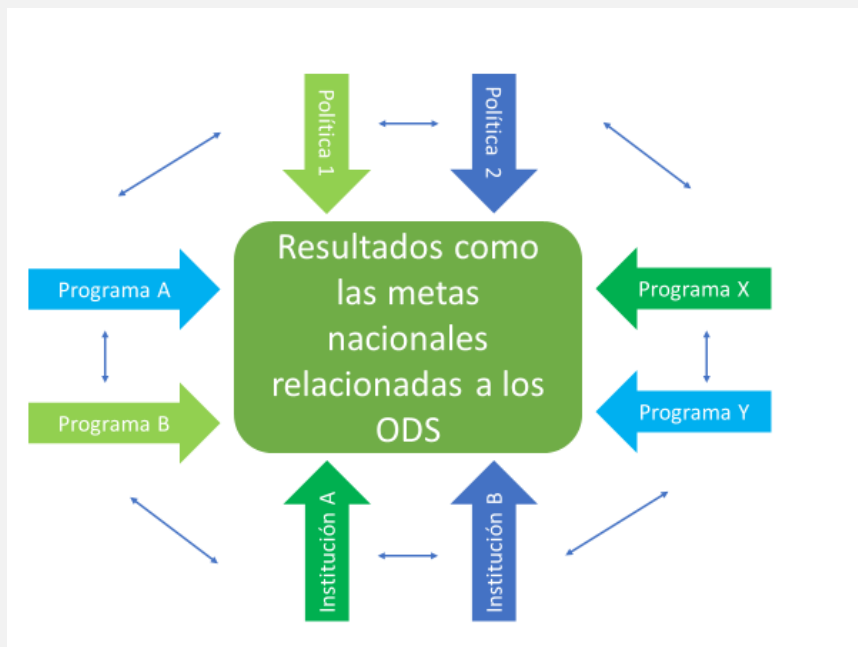 Política 1
Política 2
Programa A
Programa B
Resultados como
las metas
nacionales
relacionadas a los
ODS
Programa X
Programa Y
Institución A
Institución B